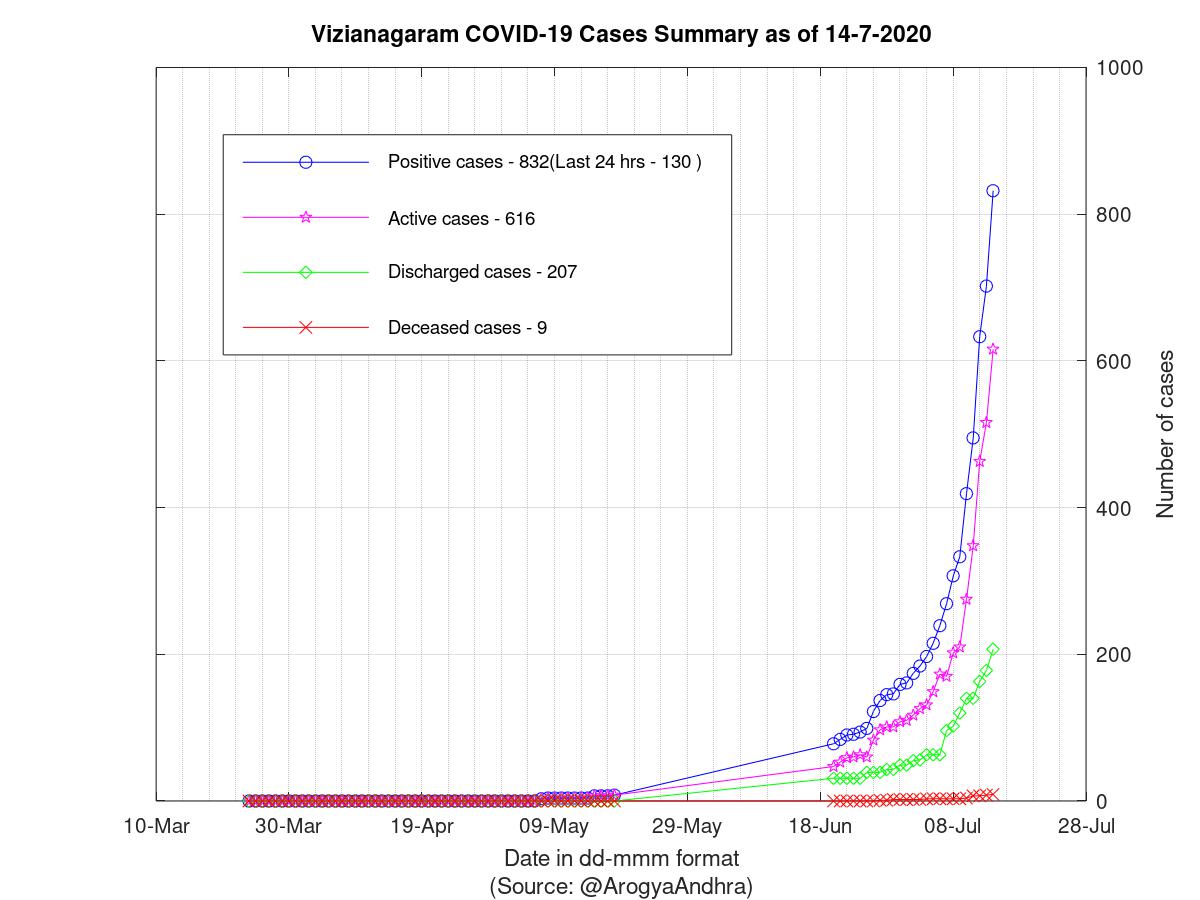 Vizianagaram COVID-19 Cases Summary as of 14-7-2020
1000
800
600
400
200
0
Number of cases
Positive cases - 832(Last 24 hrs - 130 )
Active cases - 616
Discharged cases - 207
Deceased cases - 9
10-Mar 30-Mar 19-Apr 09-May 29-May 18-Jun 08-Jul 28-Jul
Date in dd-mmm format
(Source: @ArogyaAndhra)